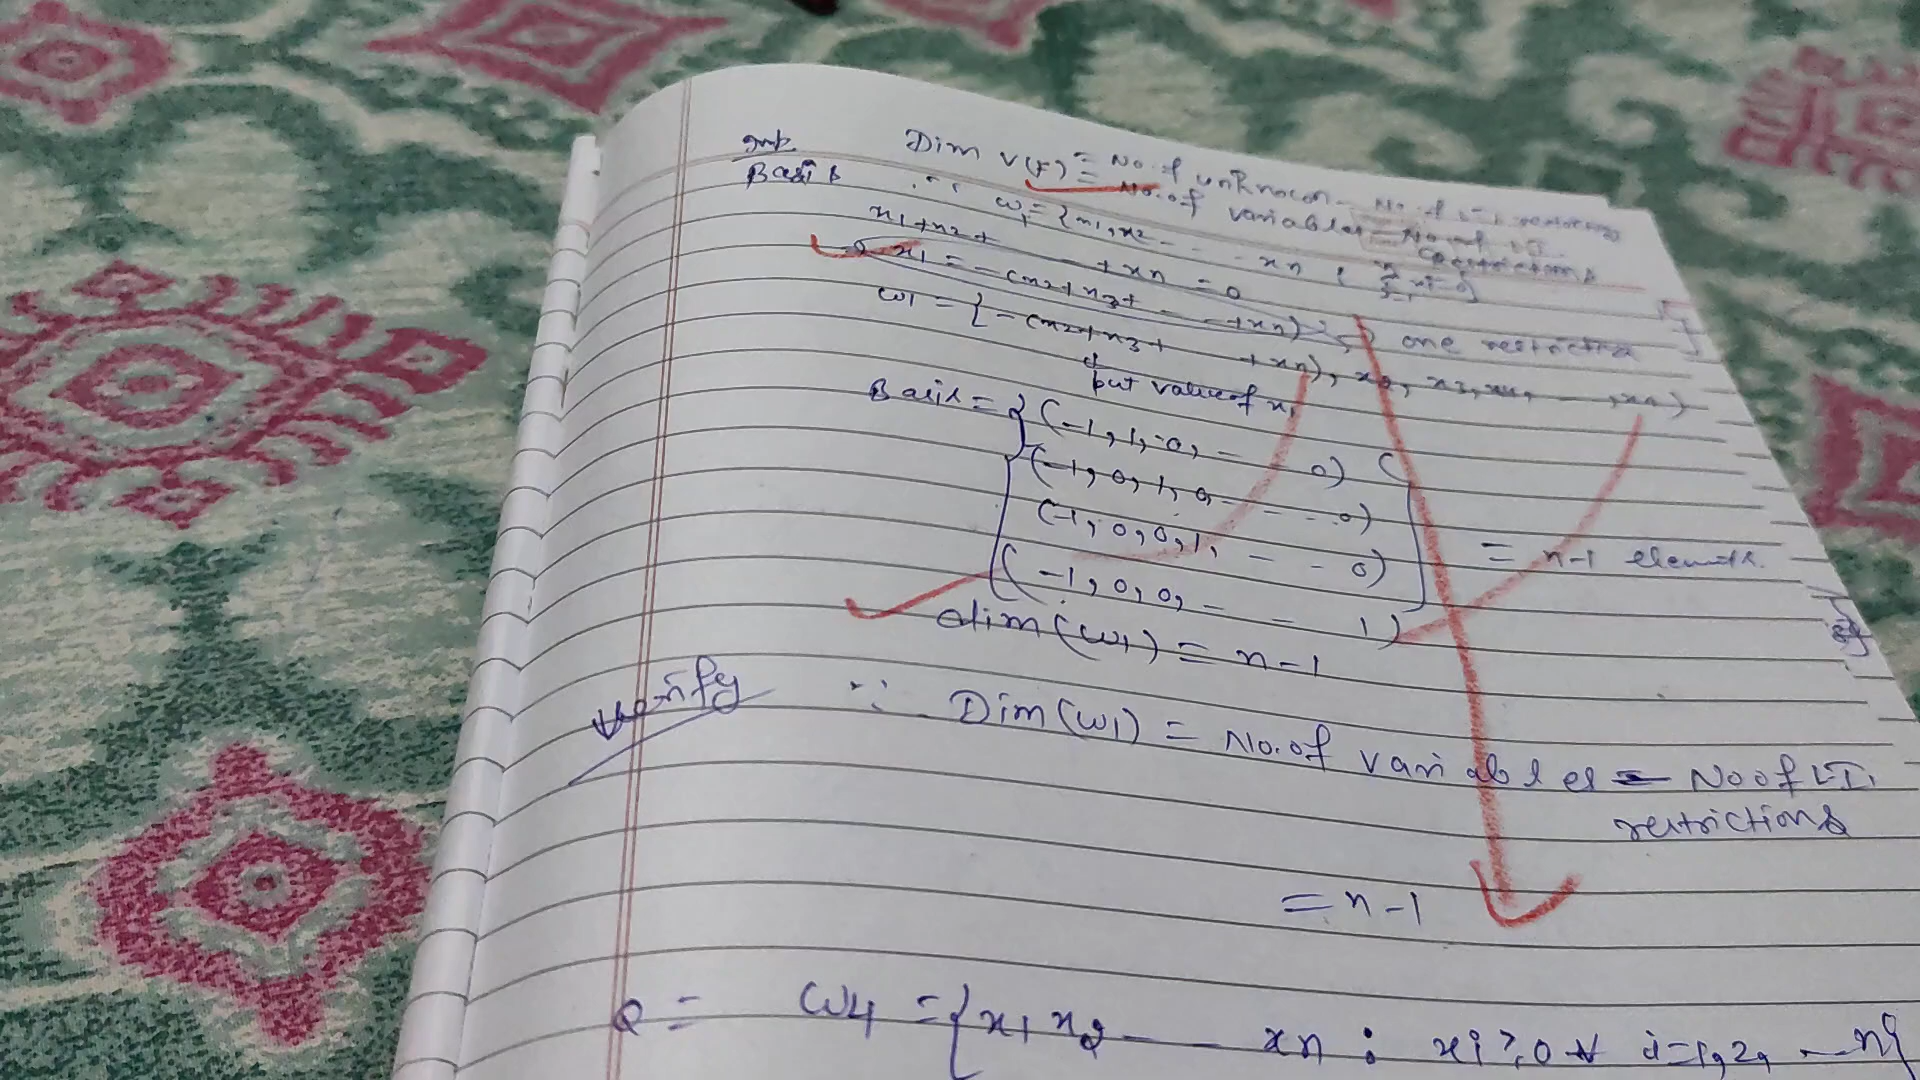 Imp
Dim V(F) = No. of unknown - No. of L.I. restrictions
= No. of variables - No. of L.I. restrictions
Basis ∵ w1 = {x1, x2 - - - xn : Σ xi = 0}
x1 + x2 + - - + xn = 0
x1 = -(x2 + x3 + - - + xn) one restriction
w1 = {-(x2 + x3 + + xn), x2, x3, x4, - - , xn}
put value of x1
Basis = {(-1, 1, 0, - - 0)
(-1, 0, 1, 0, - - 0)
(-1, 0, 0, 1, - - 0) = n-1 elements.
(-1, 0, 0, - - 1)}
dim(w1) = n-1
Verify ∵ Dim(w1) = No. of variables - No of L.I. restrictions
= n-1
Q = w4 = {x1 x2 - - xn : xi ≥ 0 ∀ i = 1, 2, - - n}